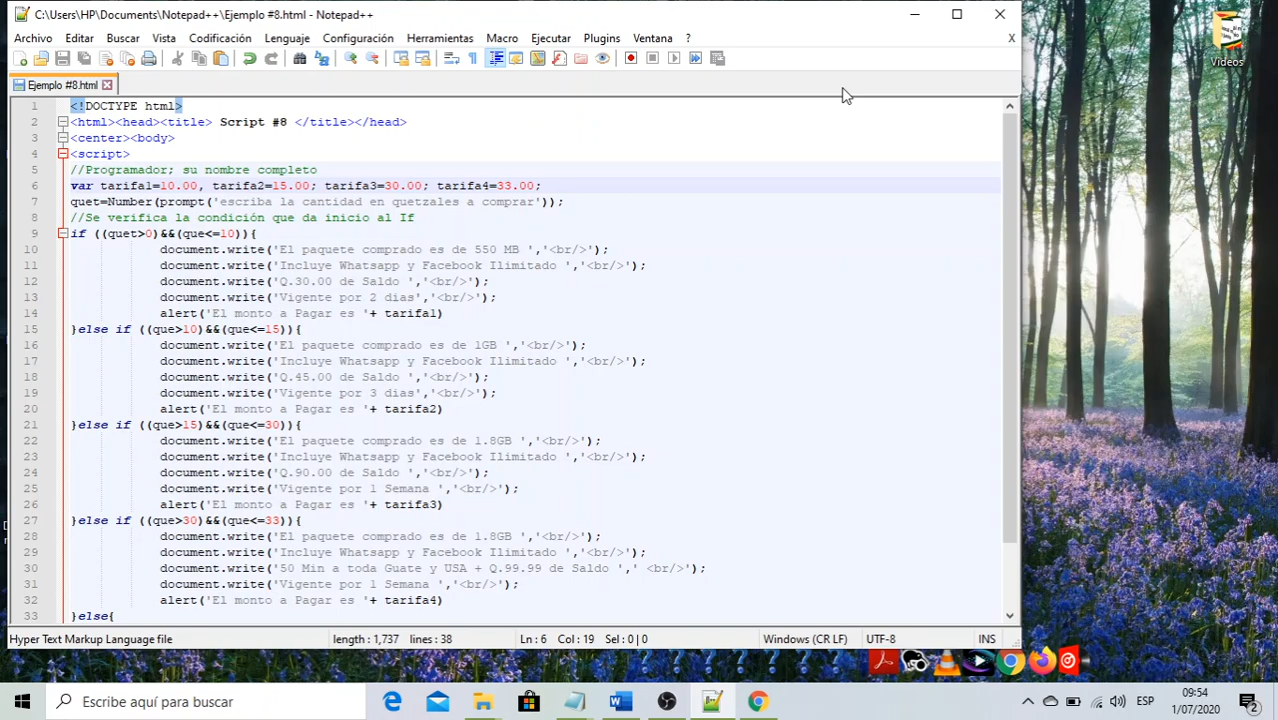 C:\Users\HP\Documents\Notepad++\Ejemplo #8.html - Notepad++
Archivo Editar Buscar Vista Codificación Lenguaje Configuración Herramientas Macro Ejecutar Plugins Ventana ? X
Ejemplo #8.html
1 <!DOCTYPE html>
2 <html><head><title> Script #8 </title></head>
3 <center><body>
4 <script>
5 //Programador; su nombre completo
6 var tarifa1=10.00, tarifa2=15.00; tarifa3=30.00; tarifa4=33.00;
7 quet=Number(prompt('escriba la cantidad en quetzales a comprar'));
8 //Se verifica la condición que da inicio al If
9 if ((quet>0)&&(que<=10)){
10 document.write('El paquete comprado es de 550 MB ','<br/>');
11 document.write('Incluye Whatsapp y Facebook Ilimitado ','<br/>');
12 document.write('Q.30.00 de Saldo ','<br/>');
13 document.write('Vigente por 2 dias','<br/>');
14 alert('El monto a Pagar es '+ tarifa1)
15 }else if ((que>10)&&(que<=15)){
16 document.write('El paquete comprado es de 1GB ','<br/>');
17 document.write('Incluye Whatsapp y Facebook Ilimitado ','<br/>');
18 document.write('Q.45.00 de Saldo ','<br/>');
19 document.write('Vigente por 3 dias','<br/>');
20 alert('El monto a Pagar es '+ tarifa2)
21 }else if ((que>15)&&(que<=30)){
22 document.write('El paquete comprado es de 1.8GB ','<br/>');
23 document.write('Incluye Whatsapp y Facebook Ilimitado ','<br/>');
24 document.write('Q.90.00 de Saldo ','<br/>');
25 document.write('Vigente por 1 Semana ','<br/>');
26 alert('El monto a Pagar es '+ tarifa3)
27 }else if ((que>30)&&(que<=33)){
28 document.write('El paquete comprado es de 1.8GB ','<br/>');
29 document.write('Incluye Whatsapp y Facebook Ilimitado ','<br/>');
30 document.write('50 Min a toda Guate y USA + Q.99.99 de Saldo ',' <br/>');
31 document.write('Vigente por 1 Semana ','<br/>');
32 alert('El monto a Pagar es '+ tarifa4)
33 }else{
Hyper Text Markup Language file length : 1,737 lines : 38 Ln : 6 Col : 19 Sel : 0 | 0 Windows (CR LF) UTF-8 INS
Videos
Escribe aquí para buscar
ESP
09:54
1/07/2020
2